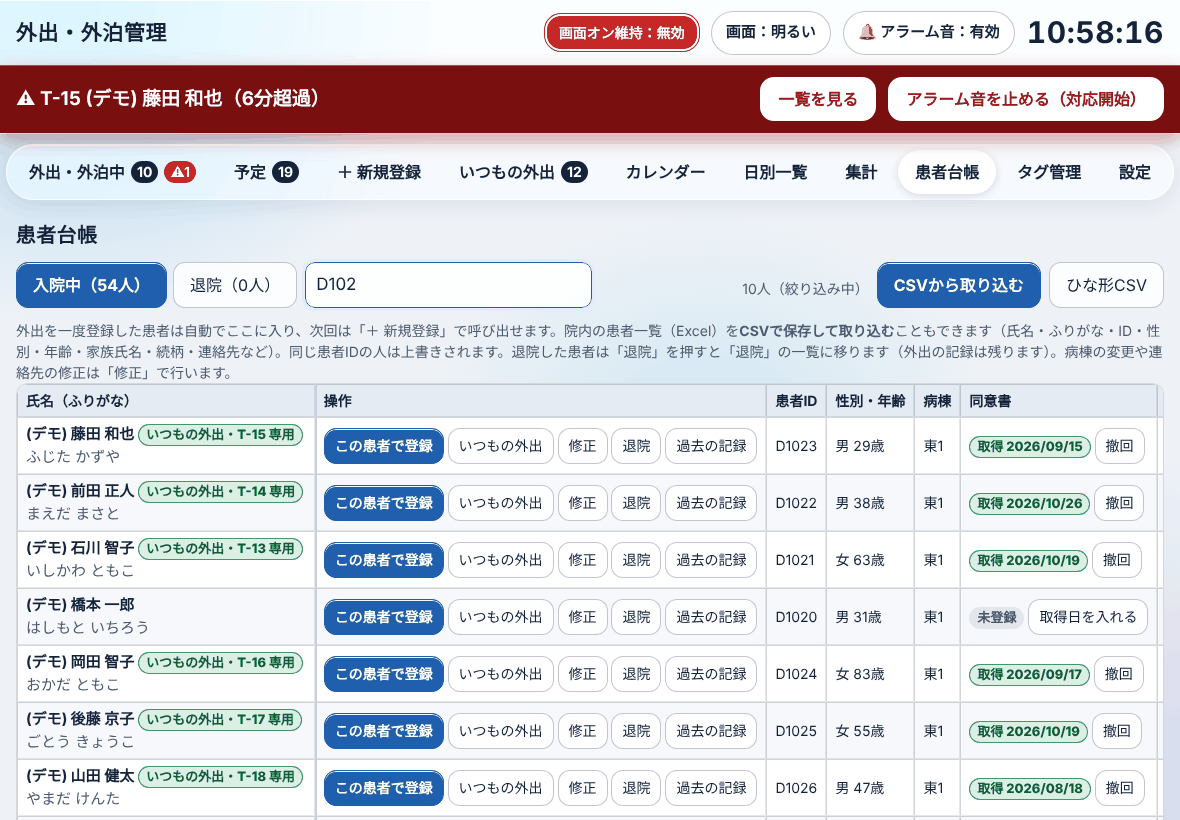 外出・外泊管理
画面オン維持：無効
画面：明るい
アラーム音：有効
10:58:16
T-15 (デモ) 藤田 和也（6分超過）
一覧を見る
アラーム音を止める（対応開始）
外出・外泊中 10 1
予定 19
＋ 新規登録
いつもの外出 12
カレンダー
日別一覧
集計
患者台帳
タグ管理
設定
患者台帳
入院中（54人）
退院（0人）
D102
10人（絞り込み中）
CSVから取り込む
ひな形CSV
外出を一度登録した患者は自動でここに入り、次回は「＋ 新規登録」で呼び出せます。院内の患者一覧（Excel）をCSVで保存して取り込むこともできます（氏名・ふりがな・ID・性
別・年齢・家族氏名・続柄・連絡先など）。同じ患者IDの人は上書きされます。退院した患者は「退院」を押すと「退院」の一覧に移ります（外出の記録は残ります）。病棟の変更や連
絡先の修正は「修正」で行います。
氏名（ふりがな） 操作 患者ID 性別・年齢 病棟 同意書
(デモ) 藤田 和也 いつもの外出・T-15 専用
ふじた かずや
この患者で登録 いつもの外出 修正 退院 過去の記録 D1023 男 29歳 東1 取得 2026/09/15 撤回
(デモ) 前田 正人 いつもの外出・T-14 専用
まえだ まさと
この患者で登録 いつもの外出 修正 退院 過去の記録 D1022 男 38歳 東1 取得 2026/10/26 撤回
(デモ) 石川 智子 いつもの外出・T-13 専用
いしかわ ともこ
この患者で登録 いつもの外出 修正 退院 過去の記録 D1021 女 63歳 東1 取得 2026/10/19 撤回
(デモ) 橋本 一郎
はしもと いちろう
この患者で登録 いつもの外出 修正 退院 過去の記録 D1020 男 31歳 東1 未登録 取得日を入れる
(デモ) 岡田 智子 いつもの外出・T-16 専用
おかだ ともこ
この患者で登録 いつもの外出 修正 退院 過去の記録 D1024 女 83歳 東1 取得 2026/09/17 撤回
(デモ) 後藤 京子 いつもの外出・T-17 専用
ごとう きょうこ
この患者で登録 いつもの外出 修正 退院 過去の記録 D1025 女 55歳 東1 取得 2026/10/19 撤回
(デモ) 山田 健太 いつもの外出・T-18 専用
やまだ けんた
この患者で登録 いつもの外出 修正 退院 過去の記録 D1026 男 47歳 東1 取得 2026/08/18 撤回